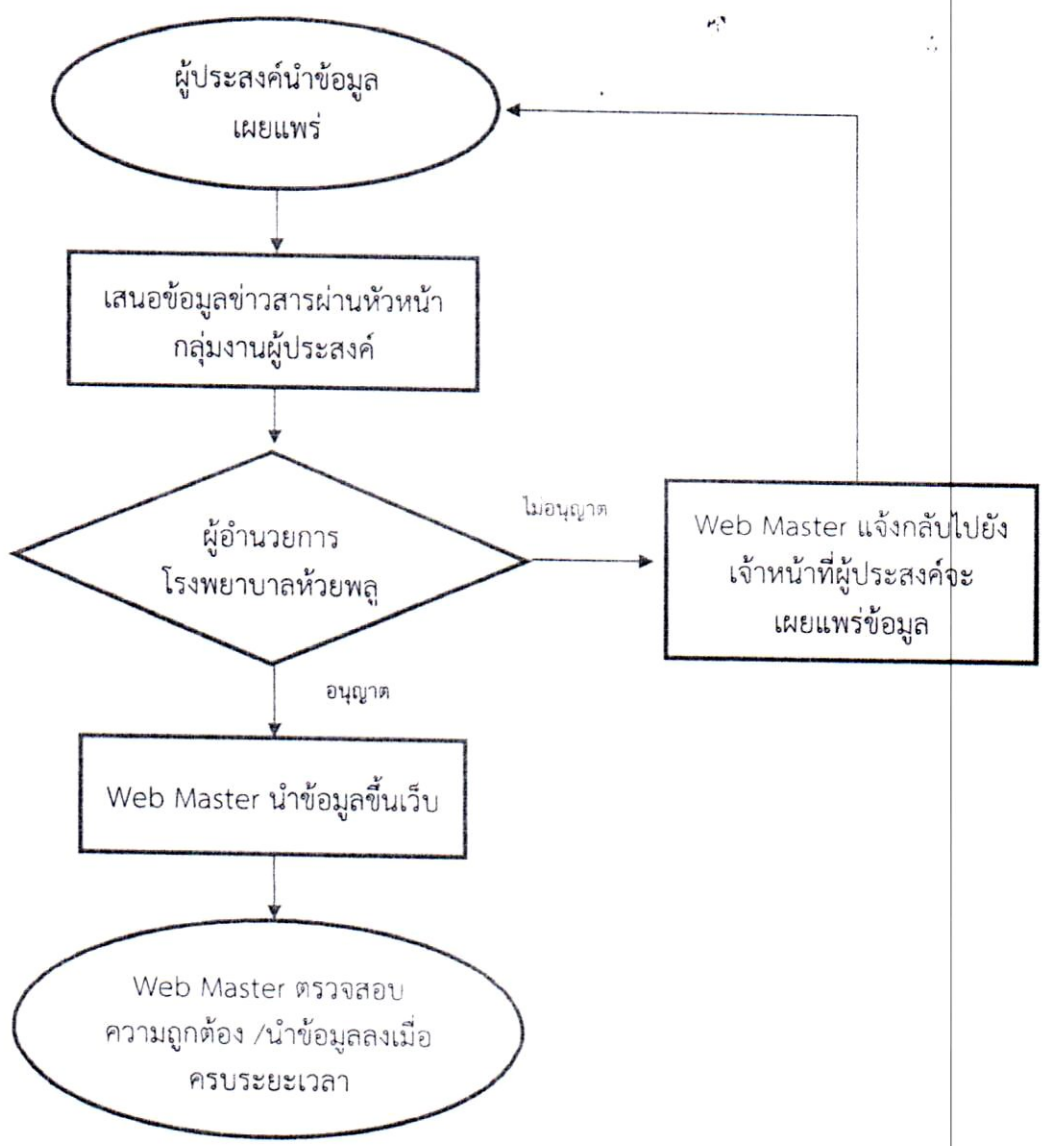 ผู้ประสงค์นำข้อมูล
เผยแพร่
เสนอข้อมูลข่าวสารผ่านหัวหน้า
กลุ่มงานผู้ประสงค์
ผู้อำนวยการ
โรงพยาบาลห้วยพลู
ไม่อนุญาต
Web Master แจ้งกลับไปยัง
เจ้าหน้าที่ผู้ประสงค์จะ
เผยแพร่ข้อมูล
อนุญาต
Web Master นำข้อมูลขึ้นเว็บ
Web Master ตรวจสอบ
ความถูกต้อง /นำข้อมูลลงเมื่อ
ครบระยะเวลา